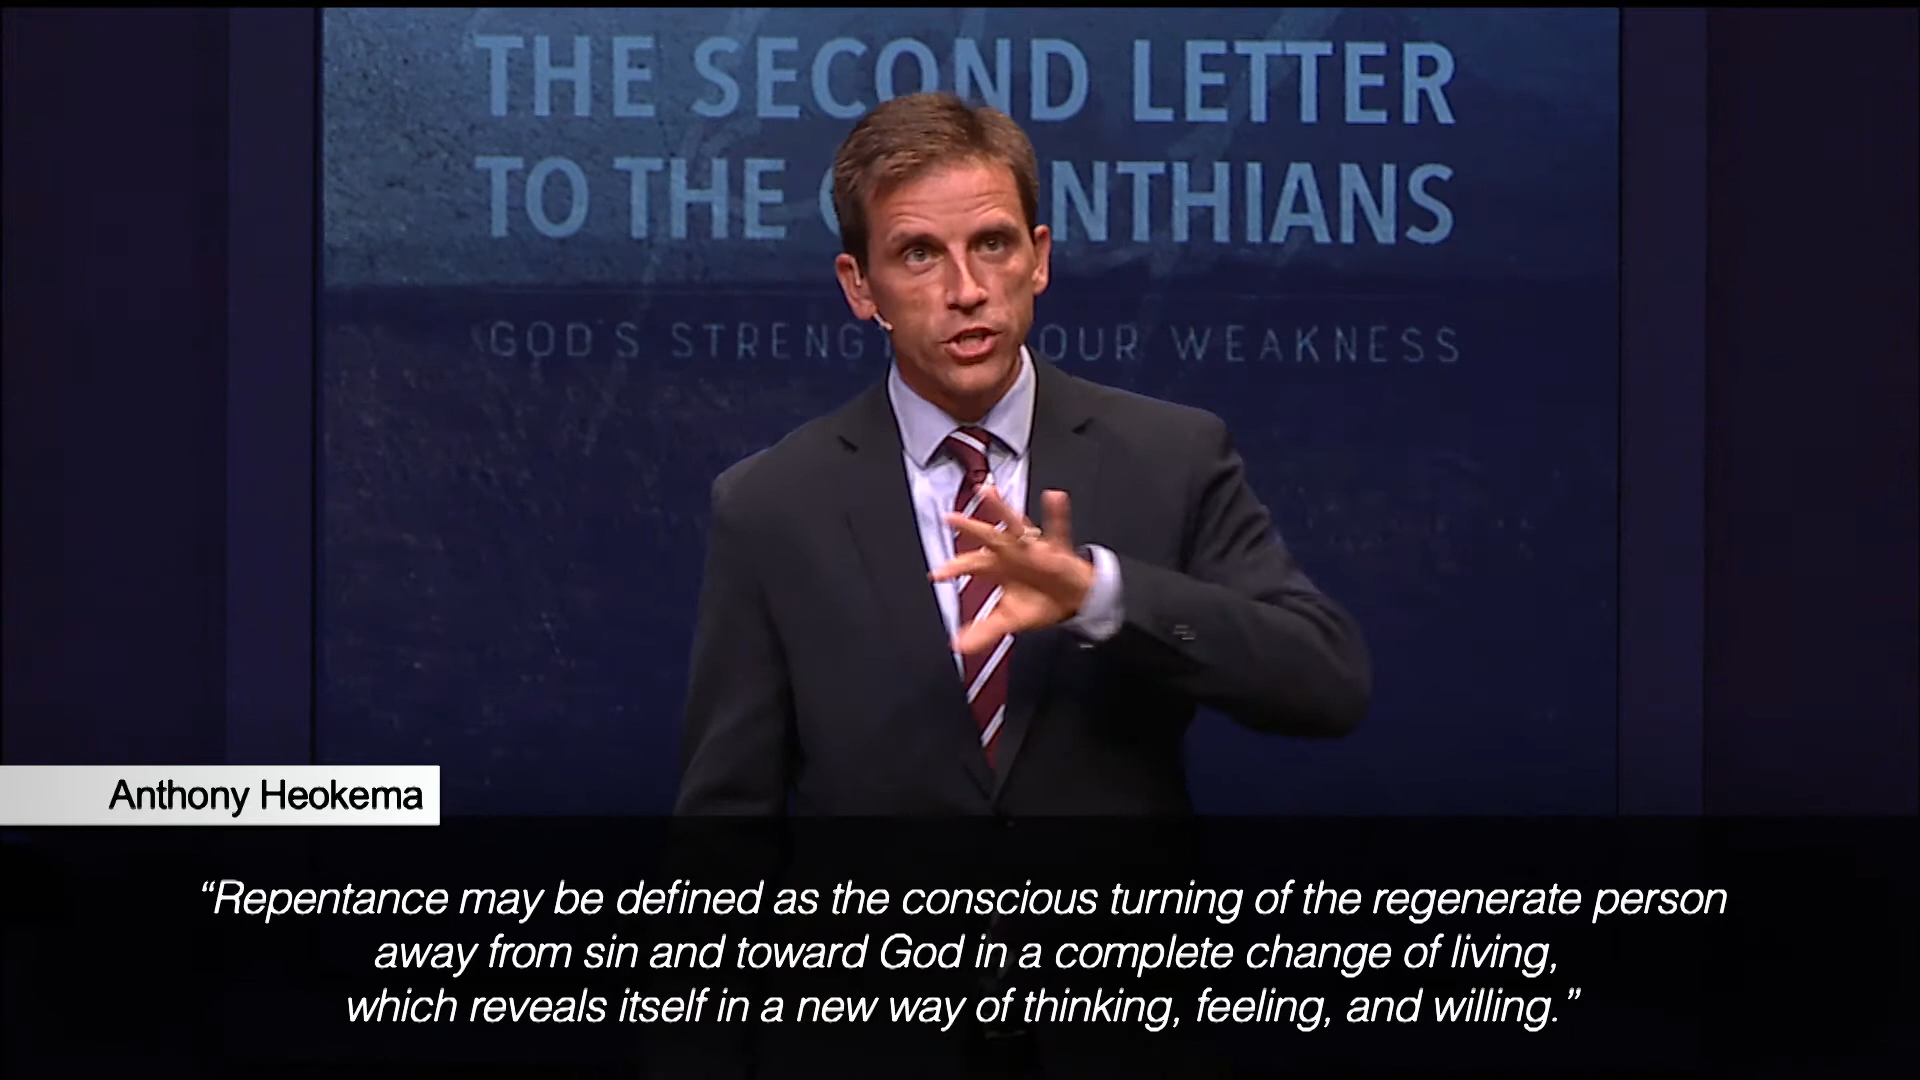 THE SECOND LETTER
TO THE NTHIANS
GOD'S OUR WEAKNESS
Anthony Heokema
“Repentance may be defined as the conscious turning of the regenerate person
away from sin and toward God in a complete change of living,
which reveals itself in a new way of thinking, feeling, and willing.”